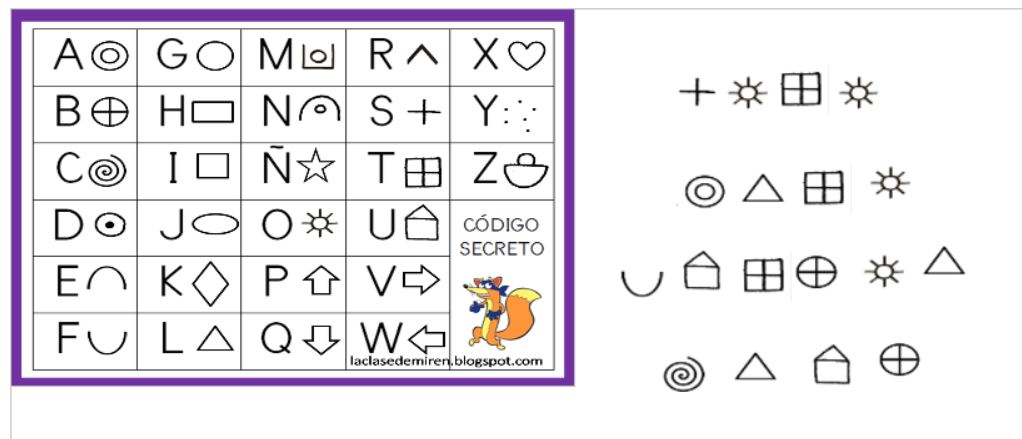 A G M R X
B H N S Y
C I Ñ T Z
D J O U CÓDIGO
SECRETO
E K P V
F L Q W
laclasedemiren.blogspot.com